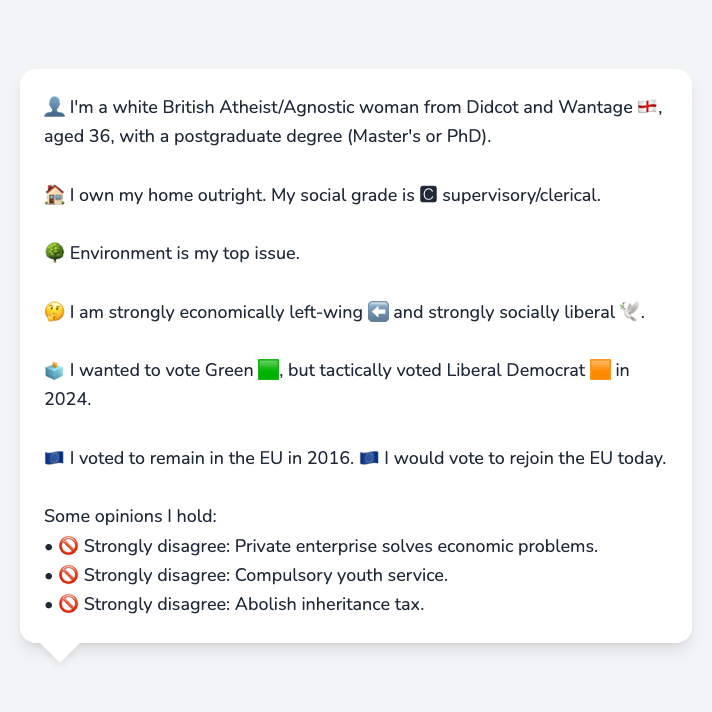 👤 I'm a white British Atheist/Agnostic woman from Didcot and Wantage 🏴󠁧󠁢󠁥󠁮󠁧󠁿,
aged 36, with a postgraduate degree (Master's or PhD).
🏠 I own my home outright. My social grade is 🅲 supervisory/clerical.
🌳 Environment is my top issue.
🤔 I am strongly economically left-wing ⬅️ and strongly socially liberal 🕊️.
🗳️ I wanted to vote Green 🟩, but tactically voted Liberal Democrat 🟧 in
2024.
🇪🇺 I voted to remain in the EU in 2016. 🇪🇺 I would vote to rejoin the EU today.
Some opinions I hold:
• 🚫 Strongly disagree: Private enterprise solves economic problems.
• 🚫 Strongly disagree: Compulsory youth service.
• 🚫 Strongly disagree: Abolish inheritance tax.